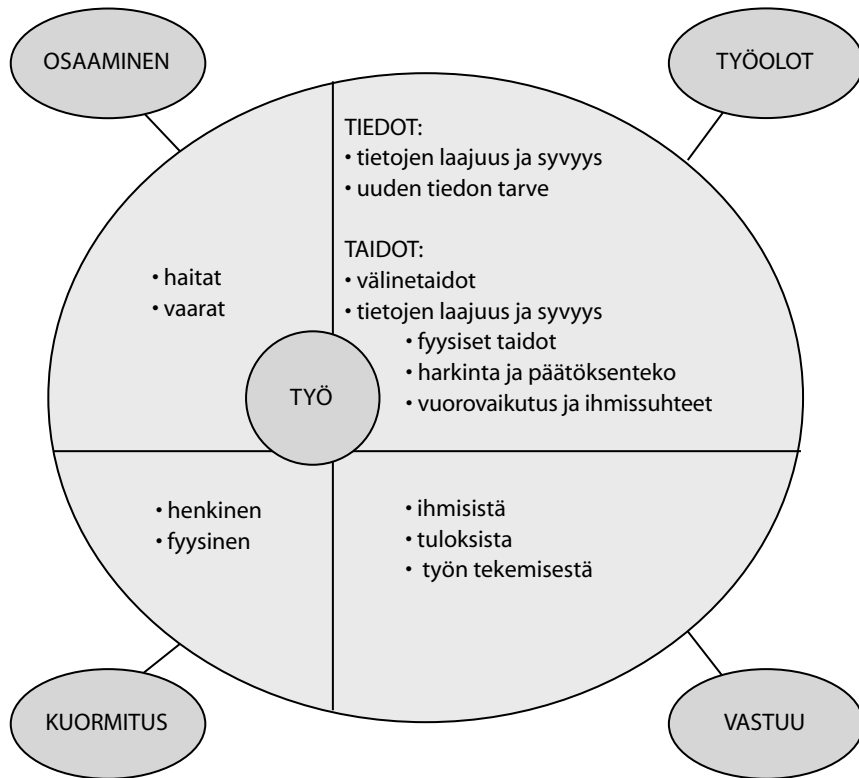 OSAAMINEN
TYÖOLOT
TIEDOT:
• tietojen laajuus ja syvyys
• uuden tiedon tarve
TAIDOT:
• välinetaidot
• tietojen laajuus ja syvyys
• fyysiset taidot
• harkinta ja päätöksenteko
• vuorovaikutus ja ihmissuhteet
• haitat
• vaarat
TYÖ
• henkinen
• fyysinen
• ihmisistä
• tuloksista
• työn tekemisestä
KUORMITUS
VASTUU